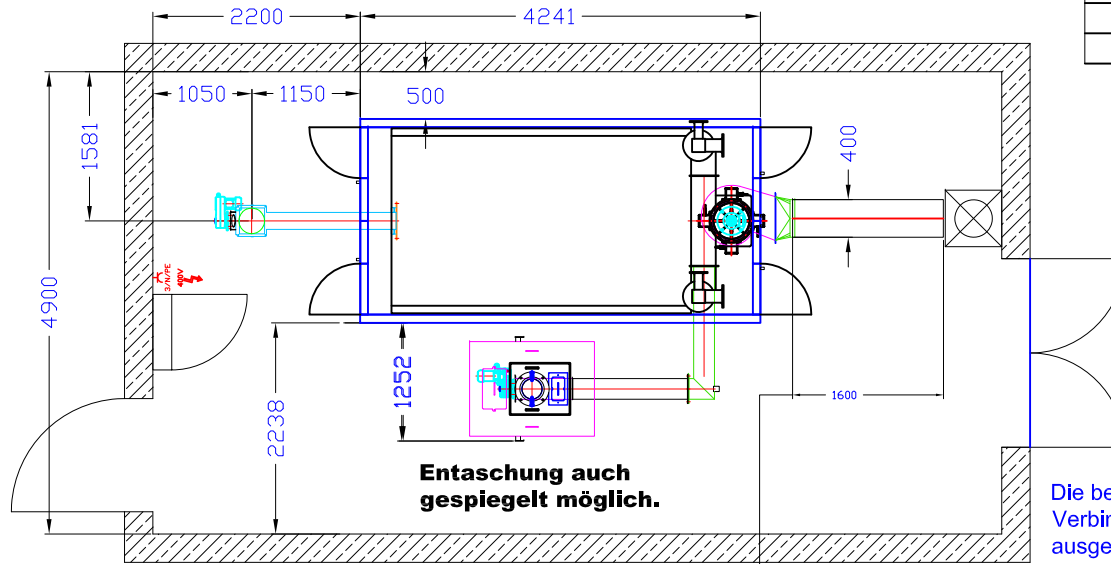 2200
4241
1050
1150
500
1581
400
3/N/PE
400V
4900
1252
2238
1600
Entaschung auch
gespiegelt möglich.
Die be
Verbin
ausge